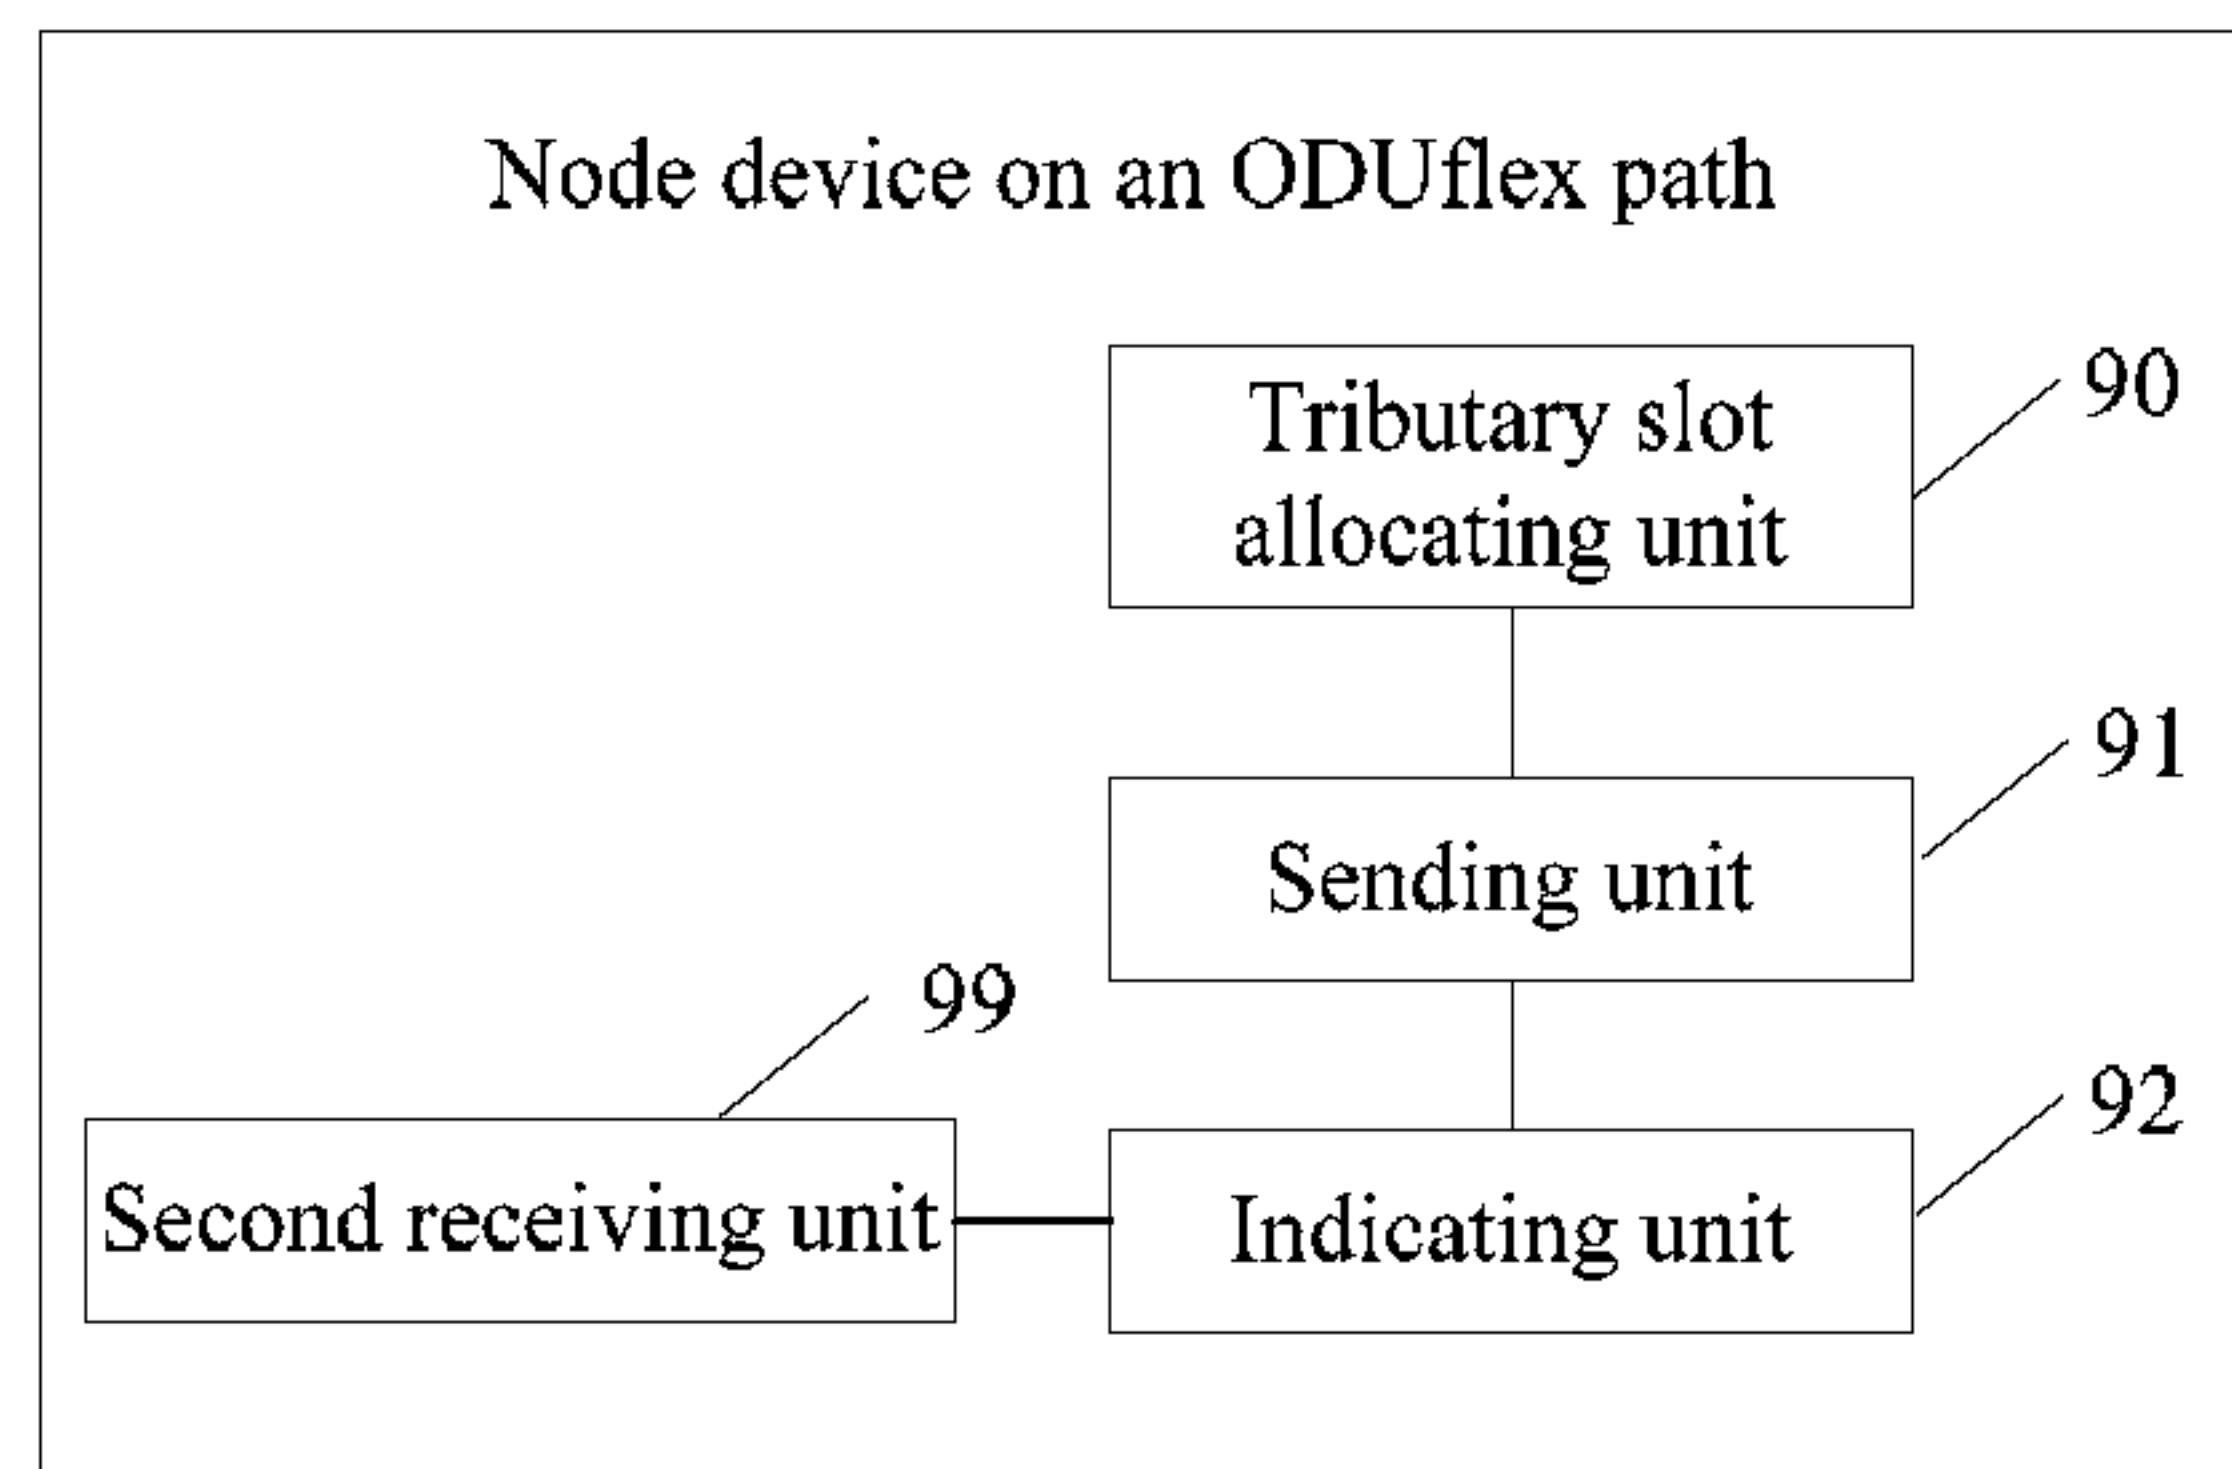 Node device on an ODUflex path
Tributary slot
allocating unit
90
Sending unit
91
99
Second receiving unit
Indicating unit
92